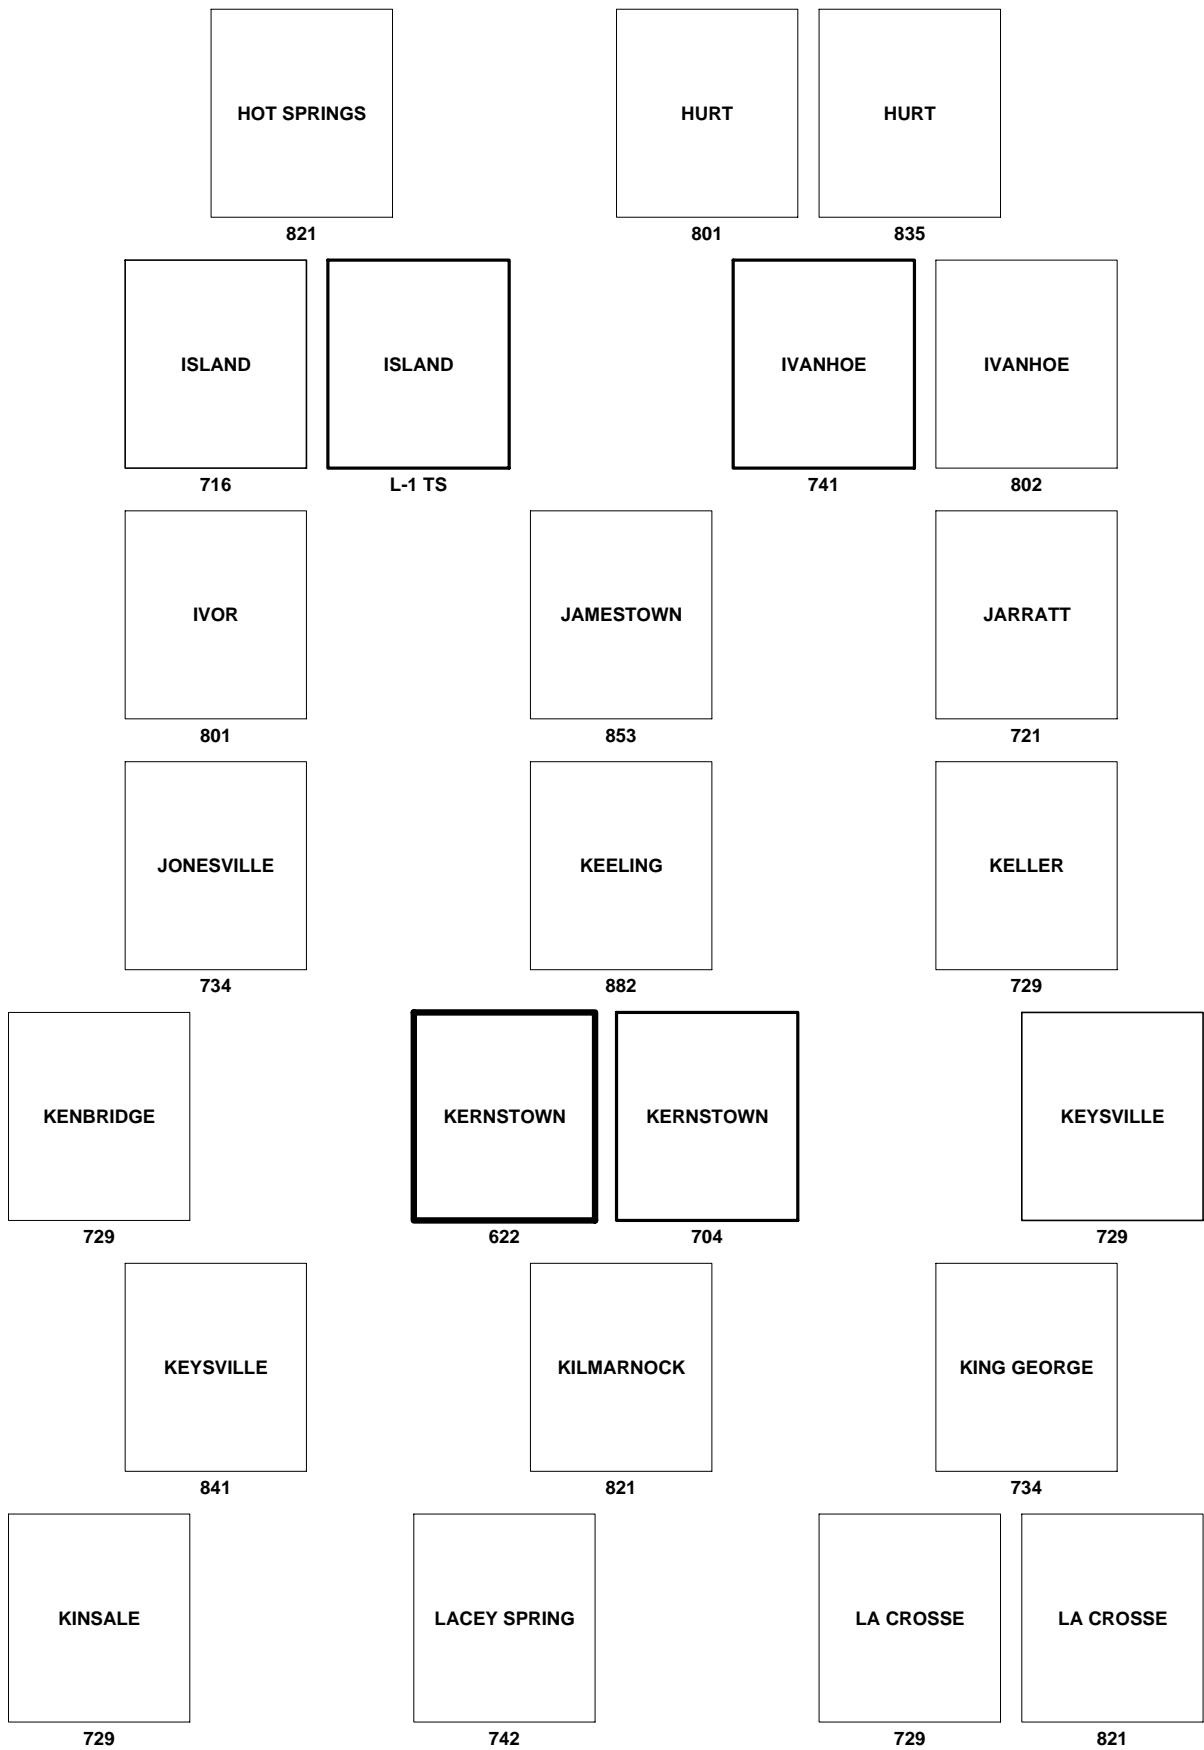 HOT SPRINGS HURT HURT
821 801 835
ISLAND ISLAND IVANHOE IVANHOE
716 L-1 TS 741 802
IVOR JAMESTOWN JARRATT
801 853 721
JONESVILLE KEELING KELLER
734 882 729
KENBRIDGE KERNSTOWN KERNSTOWN KEYSVILLE
729 622 704 729
KEYSVILLE KILMARNOCK KING GEORGE
841 821 734
KINSALE LACEY SPRING LA CROSSE LA CROSSE
729 742 729 821